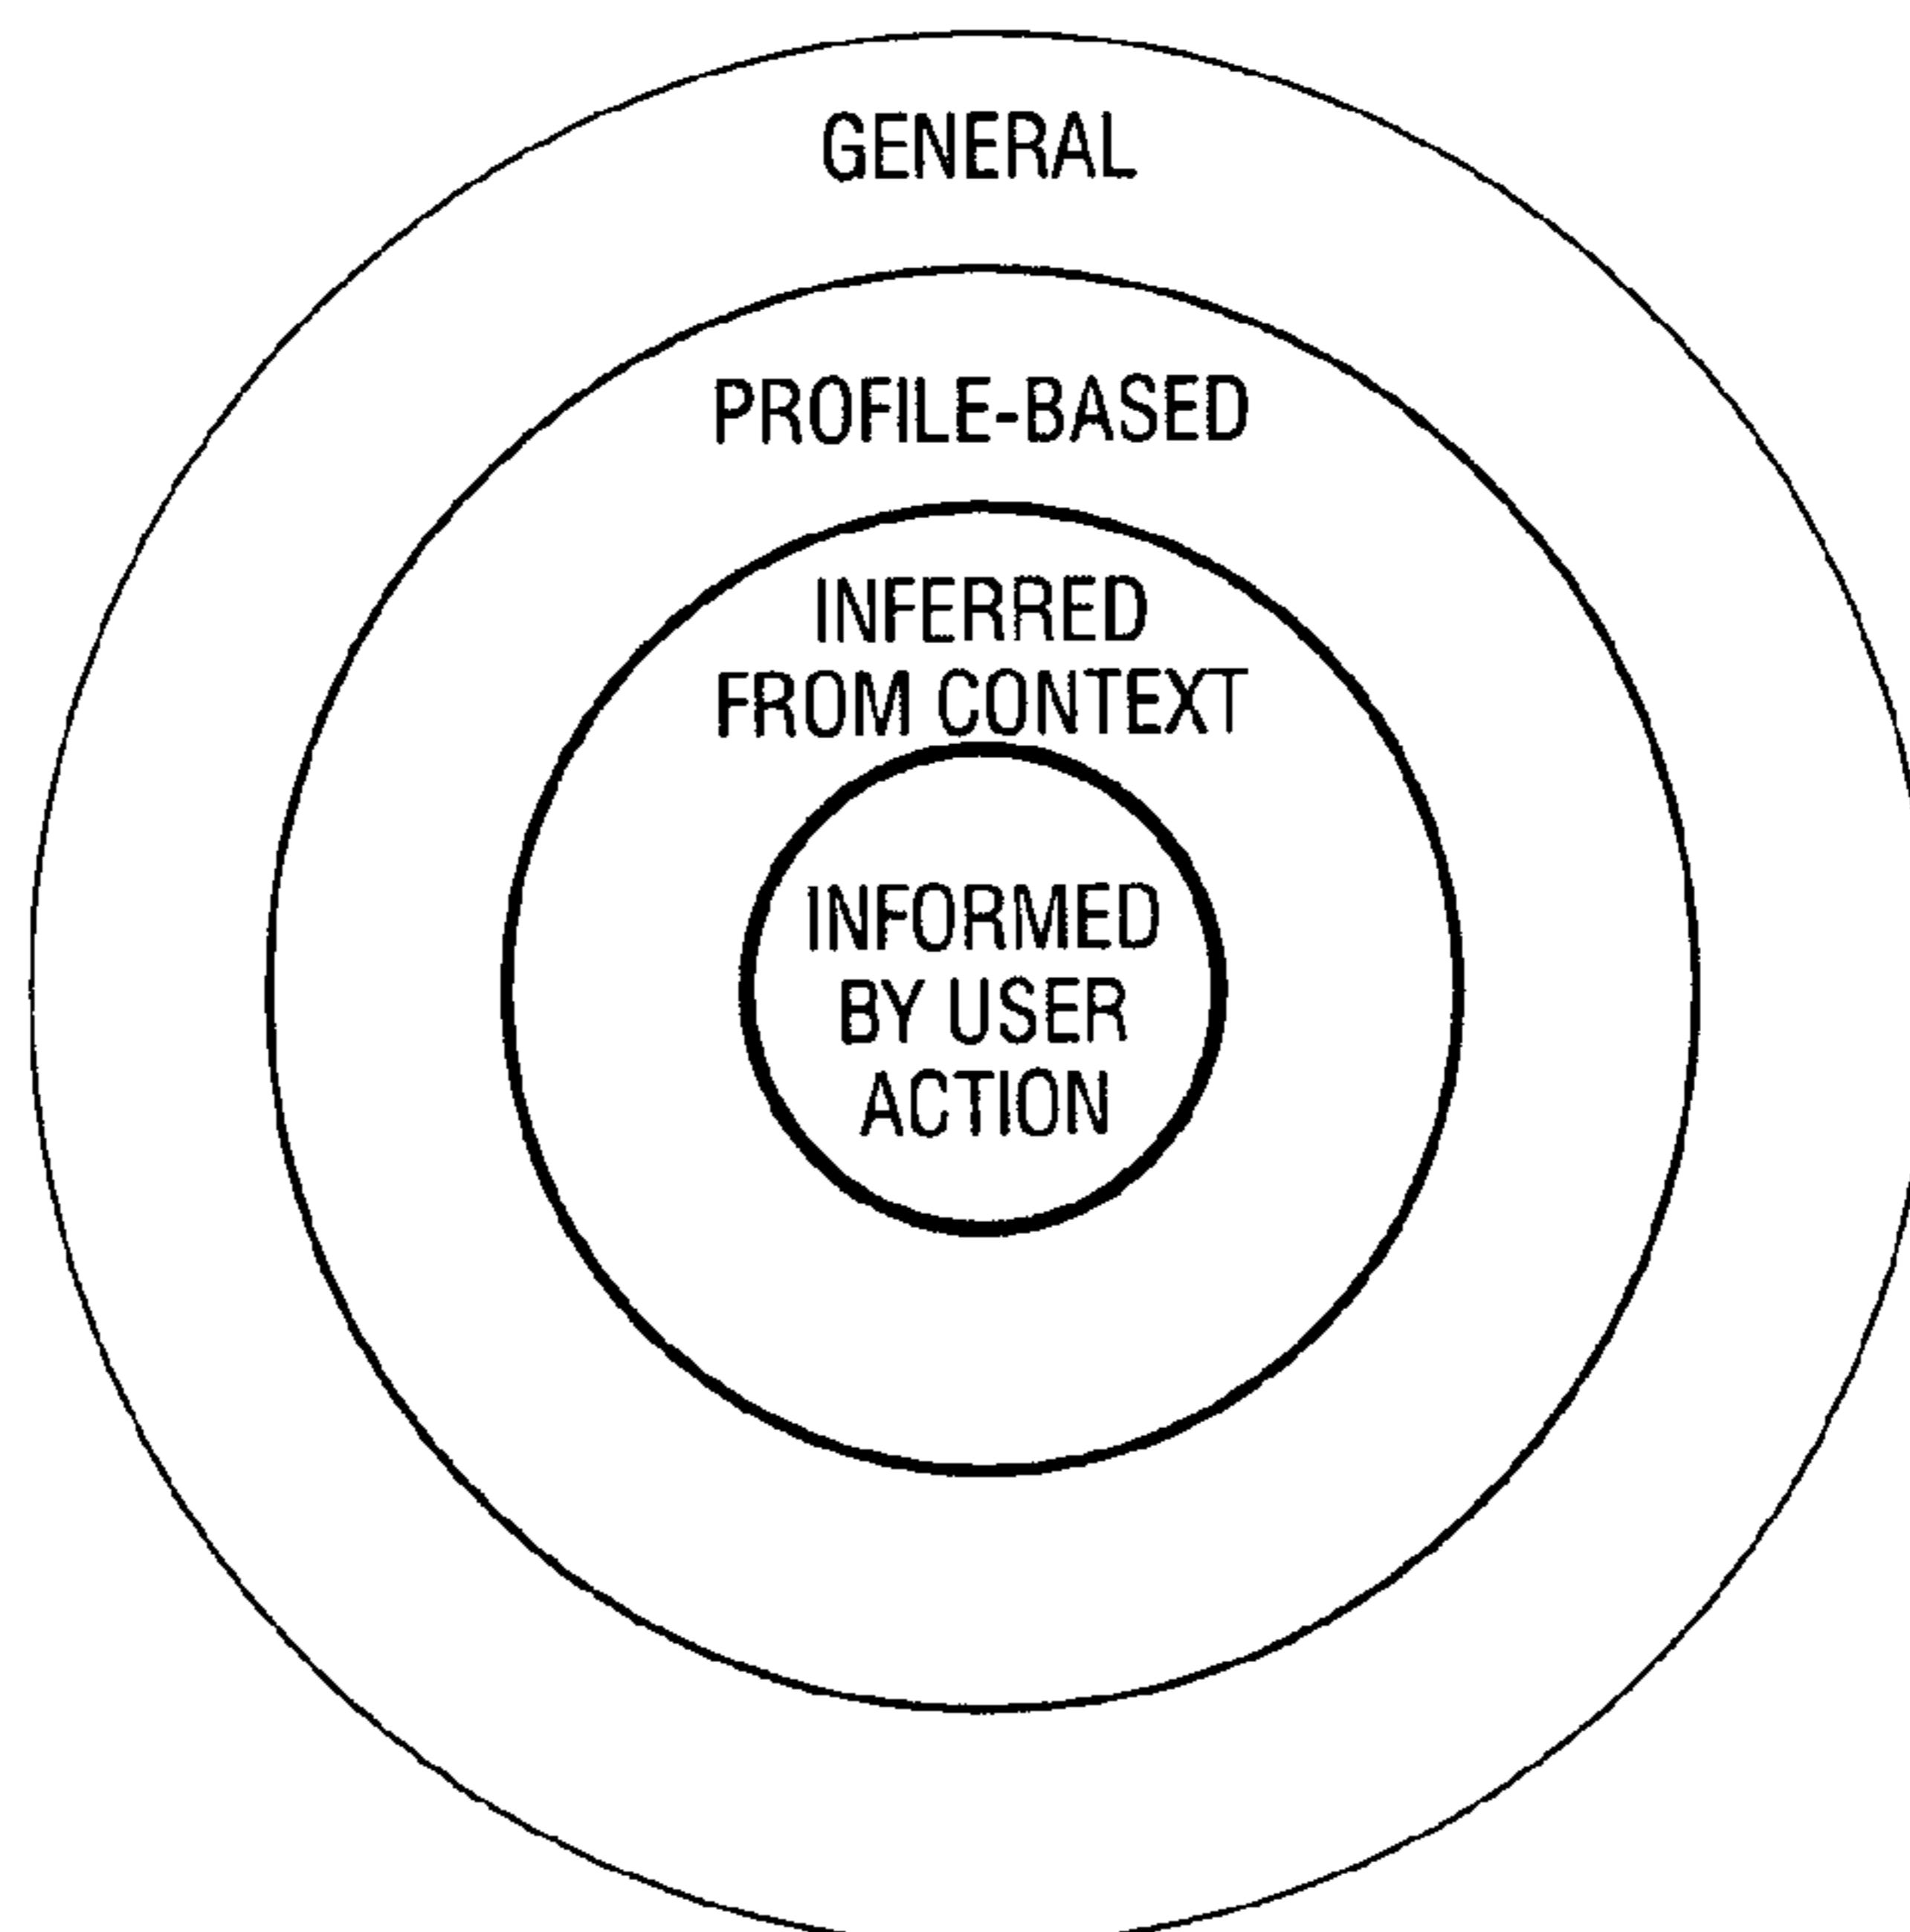 GENERAL
PROFILE-BASED
INFERRED
FROM CONTEXT
INFORMED
BY USER
ACTION